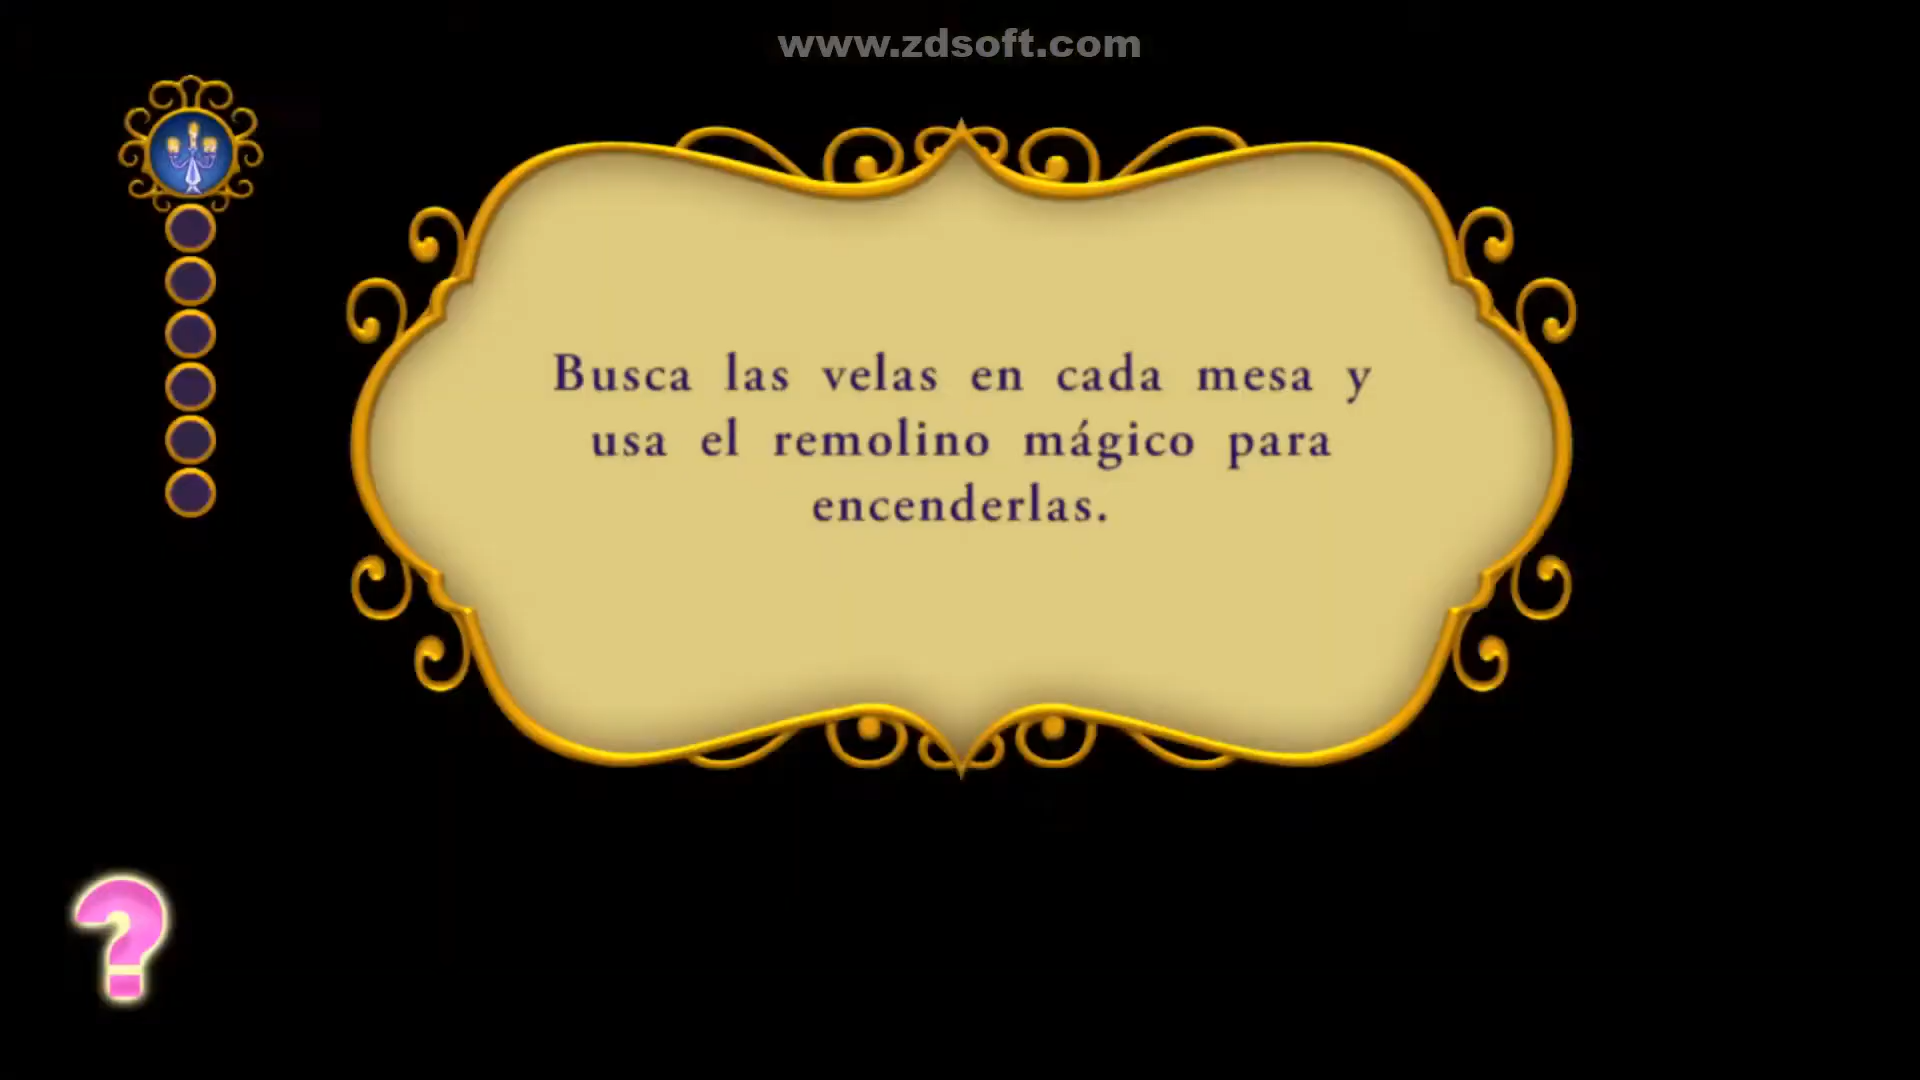 www.zdsoft.com
Busca las velas en cada mesa y
usa el remolino mágico para
encenderlas.
?